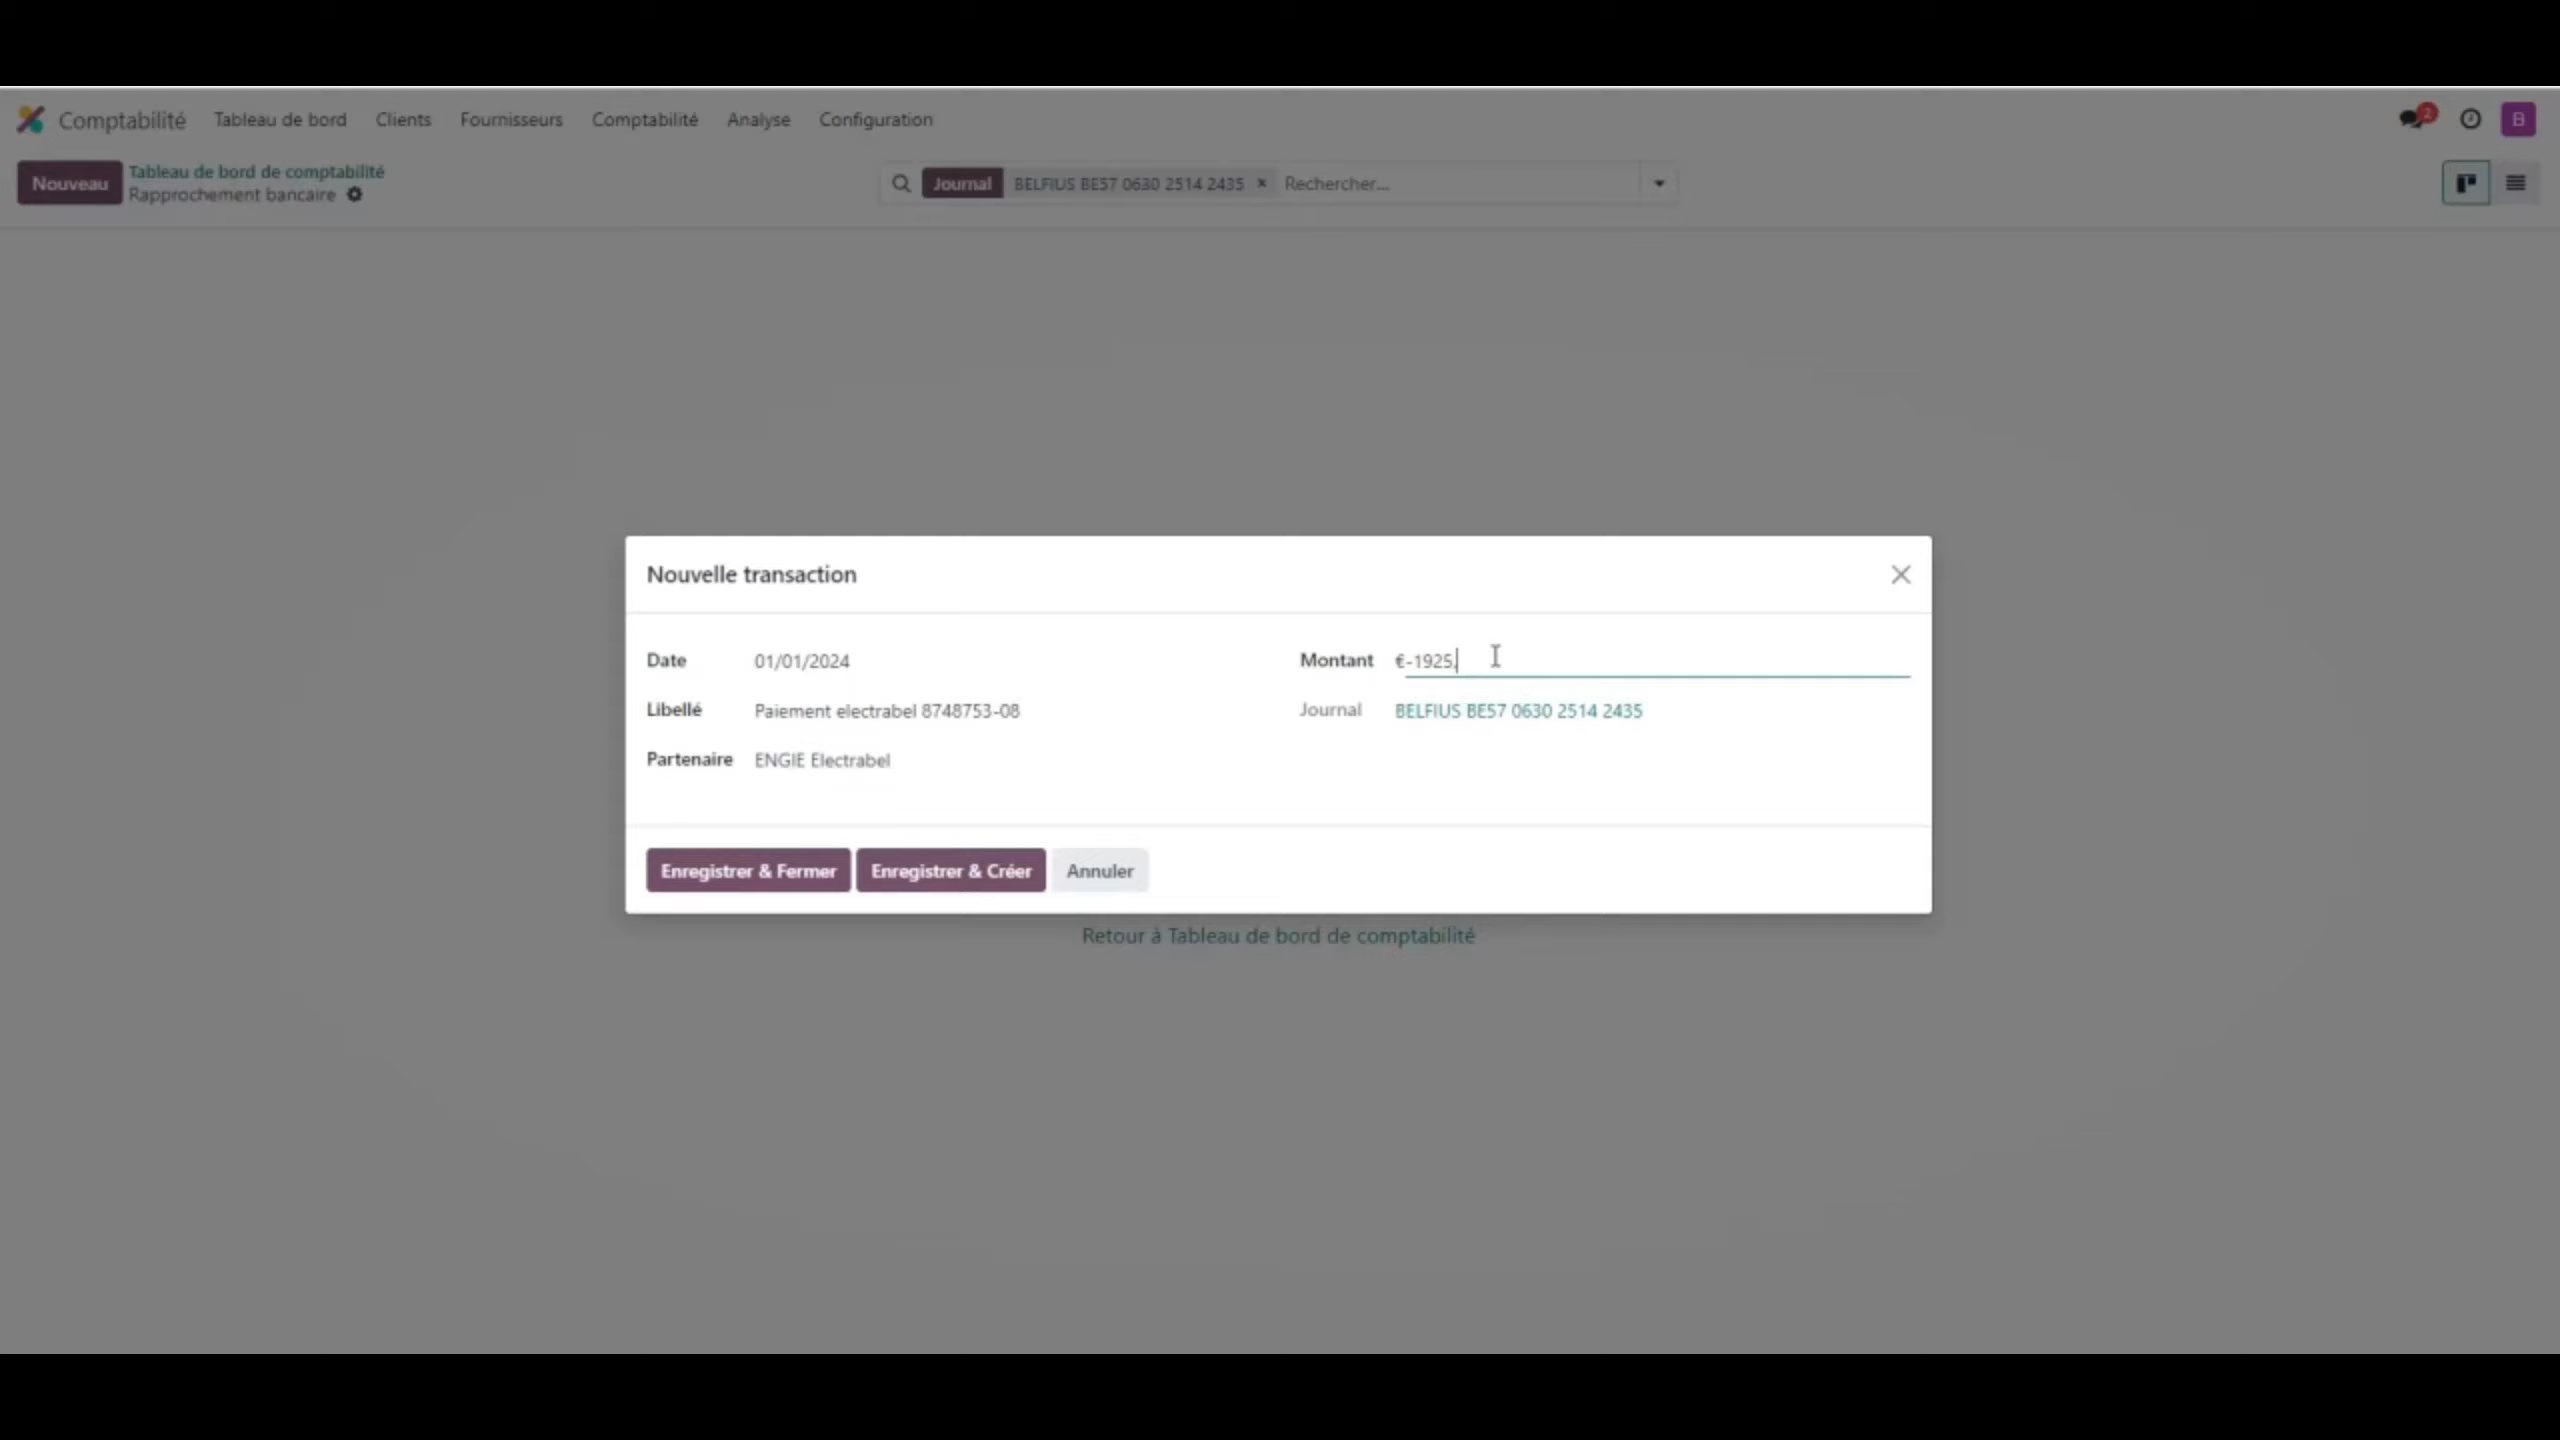 Comptabilité Tableau de bord Clients Fournisseurs Comptabilité Analyse Configuration 2 B
Nouveau Tableau de bord de comptabilité
Rapprochement bancaire
Journal BELFIUS BE57 0630 2514 2435 × Rechercher...
Nouvelle transaction
Date 01/01/2024 Montant €-1925,
Libellé Paiement electrabel 8748753-08 Journal BELFIUS BE57 0630 2514 2435
Partenaire ENGIE Electrabel
Enregistrer & Fermer Enregistrer & Créer Annuler
Retour à Tableau de bord de comptabilité